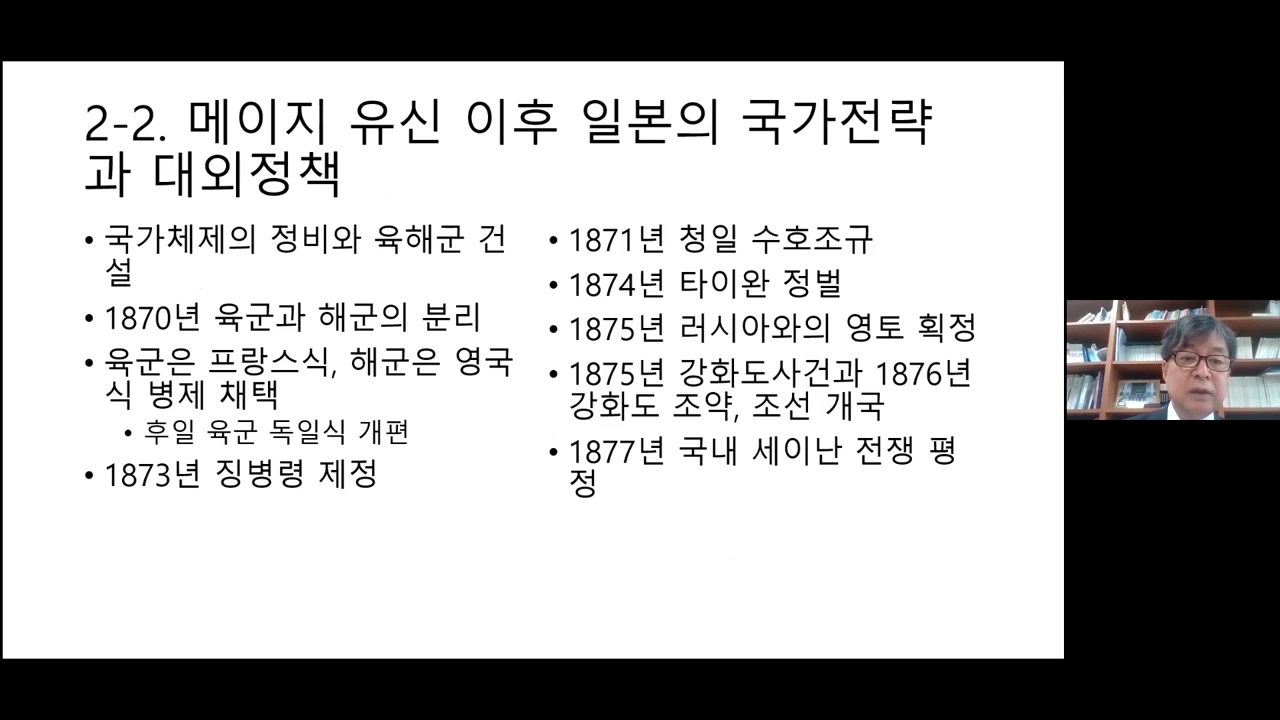 2-2. 메이지 유신 이후 일본의 국가전략
과 대외정책
• 국가체제의 정비와 육해군 건
설
• 1870년 육군과 해군의 분리
• 육군은 프랑스식, 해군은 영국
식 병제 채택
• 후일 육군 독일식 개편
• 1873년 징병령 제정
• 1871년 청일 수호조규
• 1874년 타이완 정벌
• 1875년 러시아와의 영토 획정
• 1875년 강화도사건과 1876년
강화도 조약, 조선 개국
• 1877년 국내 세이난 전쟁 평
정